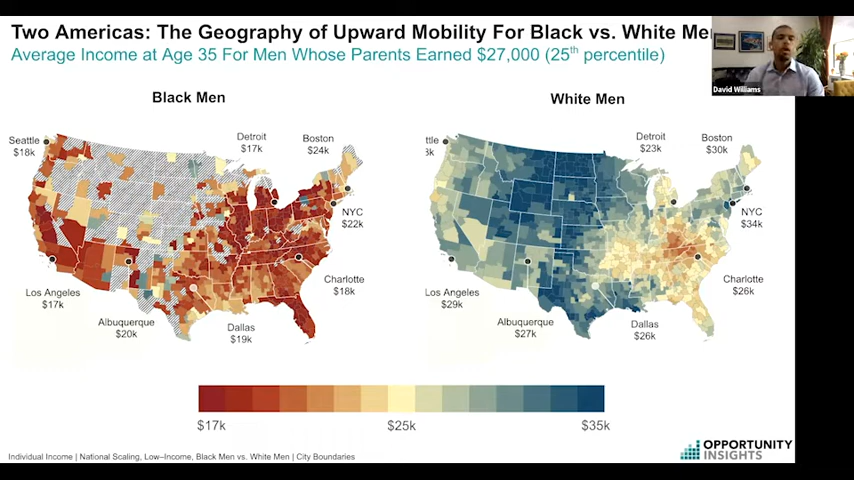 Two Americas: The Geography of Upward Mobility For Black vs. White Me
Average Income at Age 35 For Men Whose Parents Earned $27,000 (25th percentile)
David Williams
Black Men
White Men
Seattle
$18k
Detroit
$17k
Boston
$24k
NYC
$22k
Charlotte
$18k
Los Angeles
$17k
Albuquerque
$20k
Dallas
$19k
ttle
8k
Detroit
$23k
Boston
$30k
NYC
$34k
Charlotte
$26k
Los Angeles
$29k
Albuquerque
$27k
Dallas
$26k
$17k
$25k
$35k
Individual Income | National Scaling, Low–Income, Black Men vs. White Men | City Boundaries
OPPORTUNITY
INSIGHTS